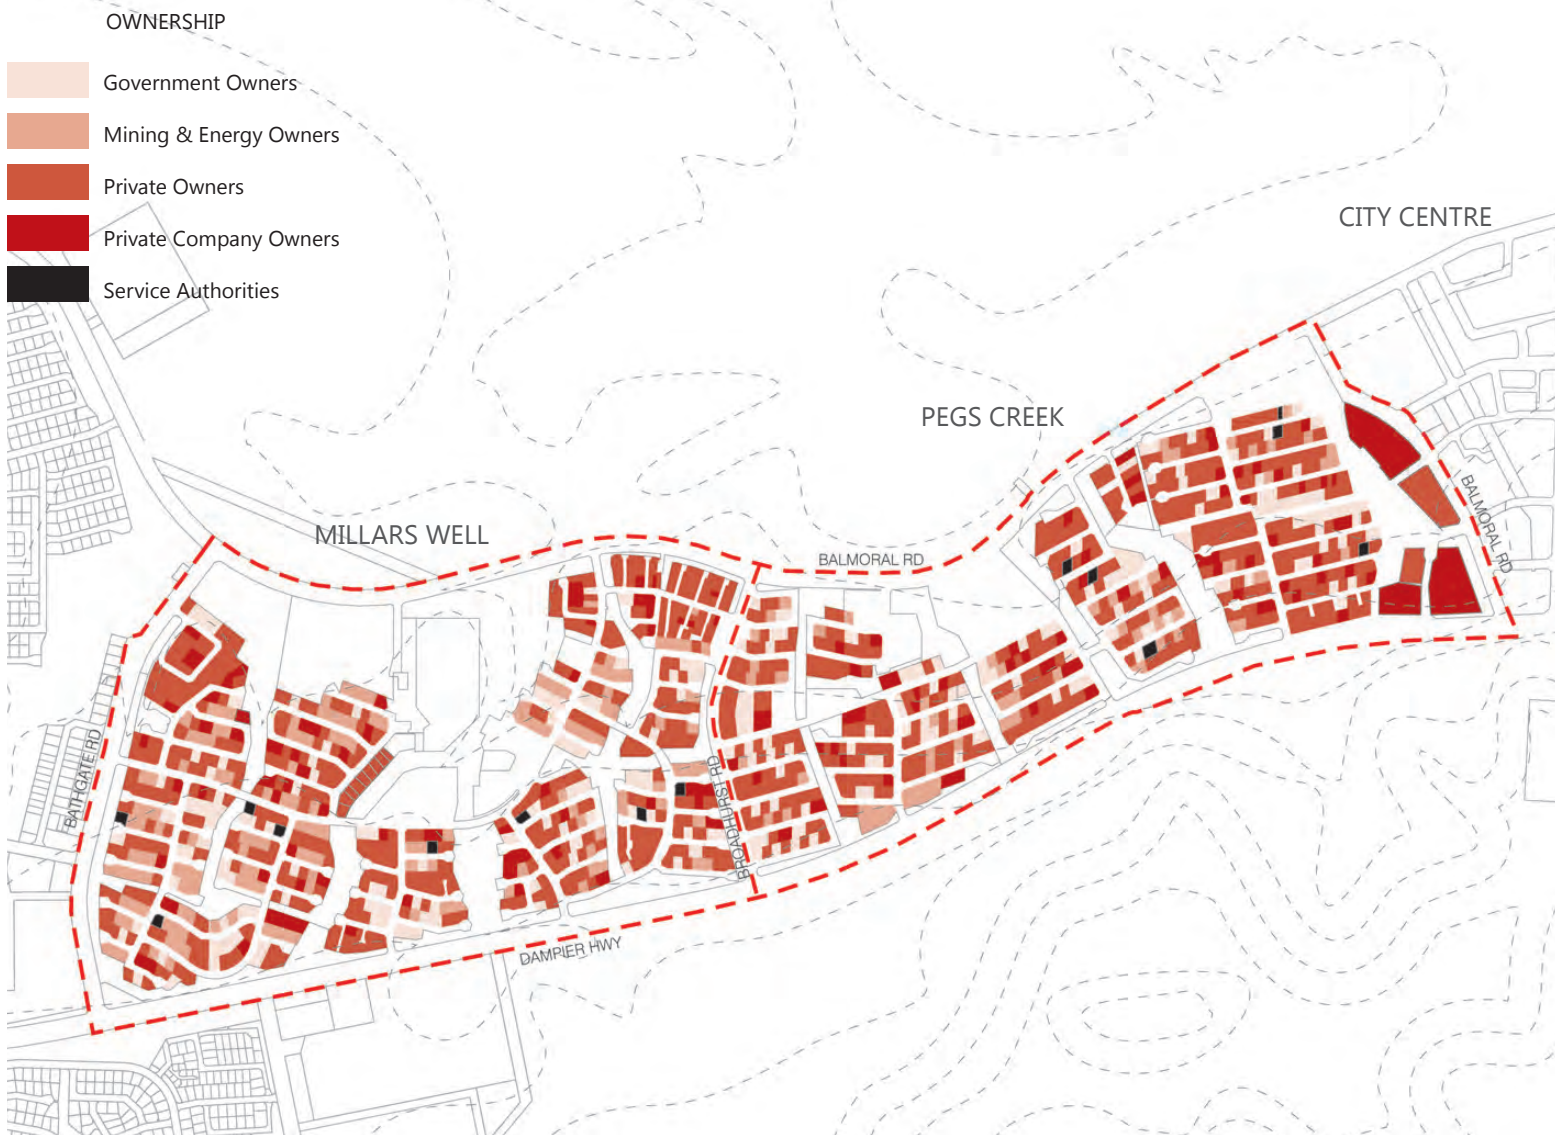 OWNERSHIP
Government Owners
Mining & Energy Owners
Private Owners
Private Company Owners
Service Authorities
CITY CENTRE
PEGS CREEK
MILLARS WELL
BALMORAL RD
BALMORAL RD
BATHGATE RD
BROADHURST RD
DAMPIER HWY